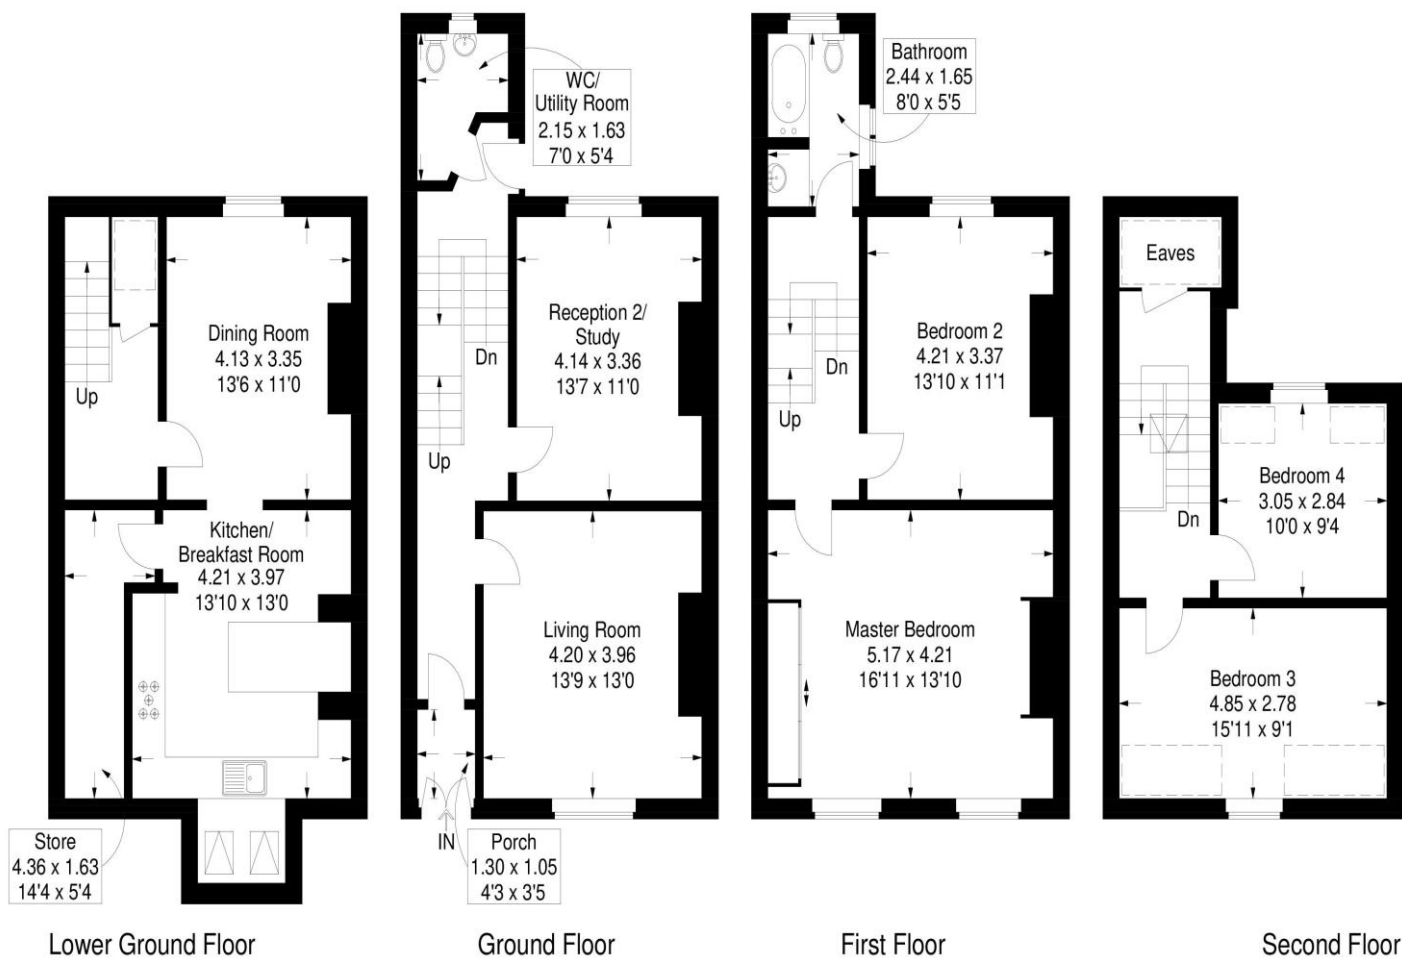 Dining Room
4.13 x 3.35
13'6 x 11'0
Up
Kitchen/
Breakfast Room
4.21 x 3.97
13'10 x 13'0
Store
4.36 x 1.63
14'4 x 5'4
Lower Ground Floor
WC/
Utility Room
2.15 x 1.63
7'0 x 5'4
Reception 2/
Study
4.14 x 3.36
13'7 x 11'0
Dn
Up
Living Room
4.20 x 3.96
13'9 x 13'0
IN
Porch
1.30 x 1.05
4'3 x 3'5
Ground Floor
Bathroom
2.44 x 1.65
8'0 x 5'5
Bedroom 2
4.21 x 3.37
13'10 x 11'1
Dn
Up
Master Bedroom
5.17 x 4.21
16'11 x 13'10
First Floor
Eaves
Bedroom 4
3.05 x 2.84
10'0 x 9'4
Dn
Bedroom 3
4.85 x 2.78
15'11 x 9'1
Second Floor